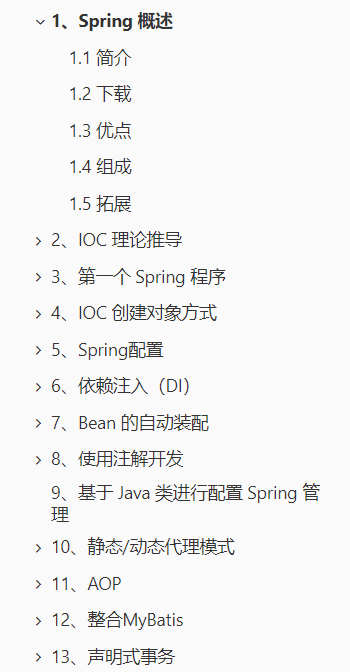 1、Spring 概述
1.1 简介
1.2 下载
1.3 优点
1.4 组成
1.5 拓展
2、IOC 理论推导
3、第一个 Spring 程序
4、IOC 创建对象方式
5、Spring配置
6、依赖注入（DI）
7、Bean 的自动装配
8、使用注解开发
9、基于 Java 类进行配置 Spring 管
理
10、静态/动态代理模式
11、AOP
12、整合MyBatis
13、声明式事务